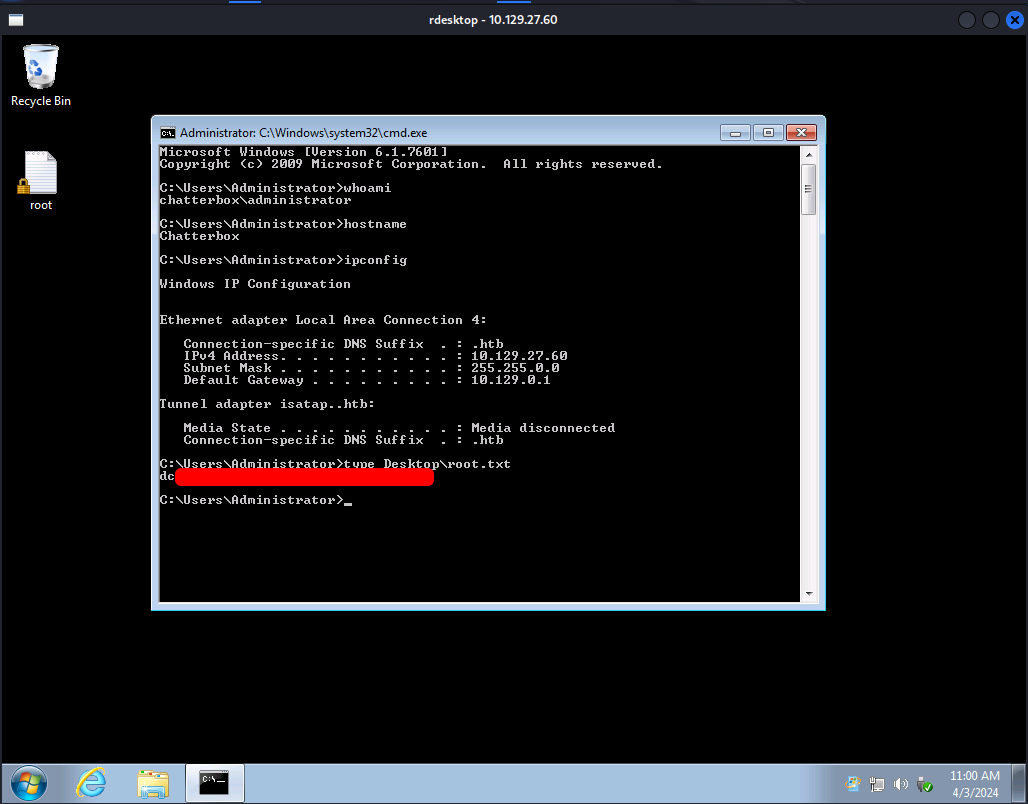 rdesktop - 10.129.27.60
Recycle Bin
root
Administrator: C:\Windows\system32\cmd.exe
Microsoft Windows [Version 6.1.7601]
Copyright (c) 2009 Microsoft Corporation.  All rights reserved.
C:\Users\Administrator>whoami
chatterbox\administrator
C:\Users\Administrator>hostname
Chatterbox
C:\Users\Administrator>ipconfig
Windows IP Configuration
Ethernet adapter Local Area Connection 4:
   Connection-specific DNS Suffix  . : .htb
   IPv4 Address. . . . . . . . . . . : 10.129.27.60
   Subnet Mask . . . . . . . . . . . : 255.255.0.0
   Default Gateway . . . . . . . . . : 10.129.0.1
Tunnel adapter isatap..htb:
   Media State . . . . . . . . . . . : Media disconnected
   Connection-specific DNS Suffix  . : .htb
C:\Users\Administrator>type Desktop\root.txt
dc
C:\Users\Administrator>_
C:\
11:00 AM
4/3/2024